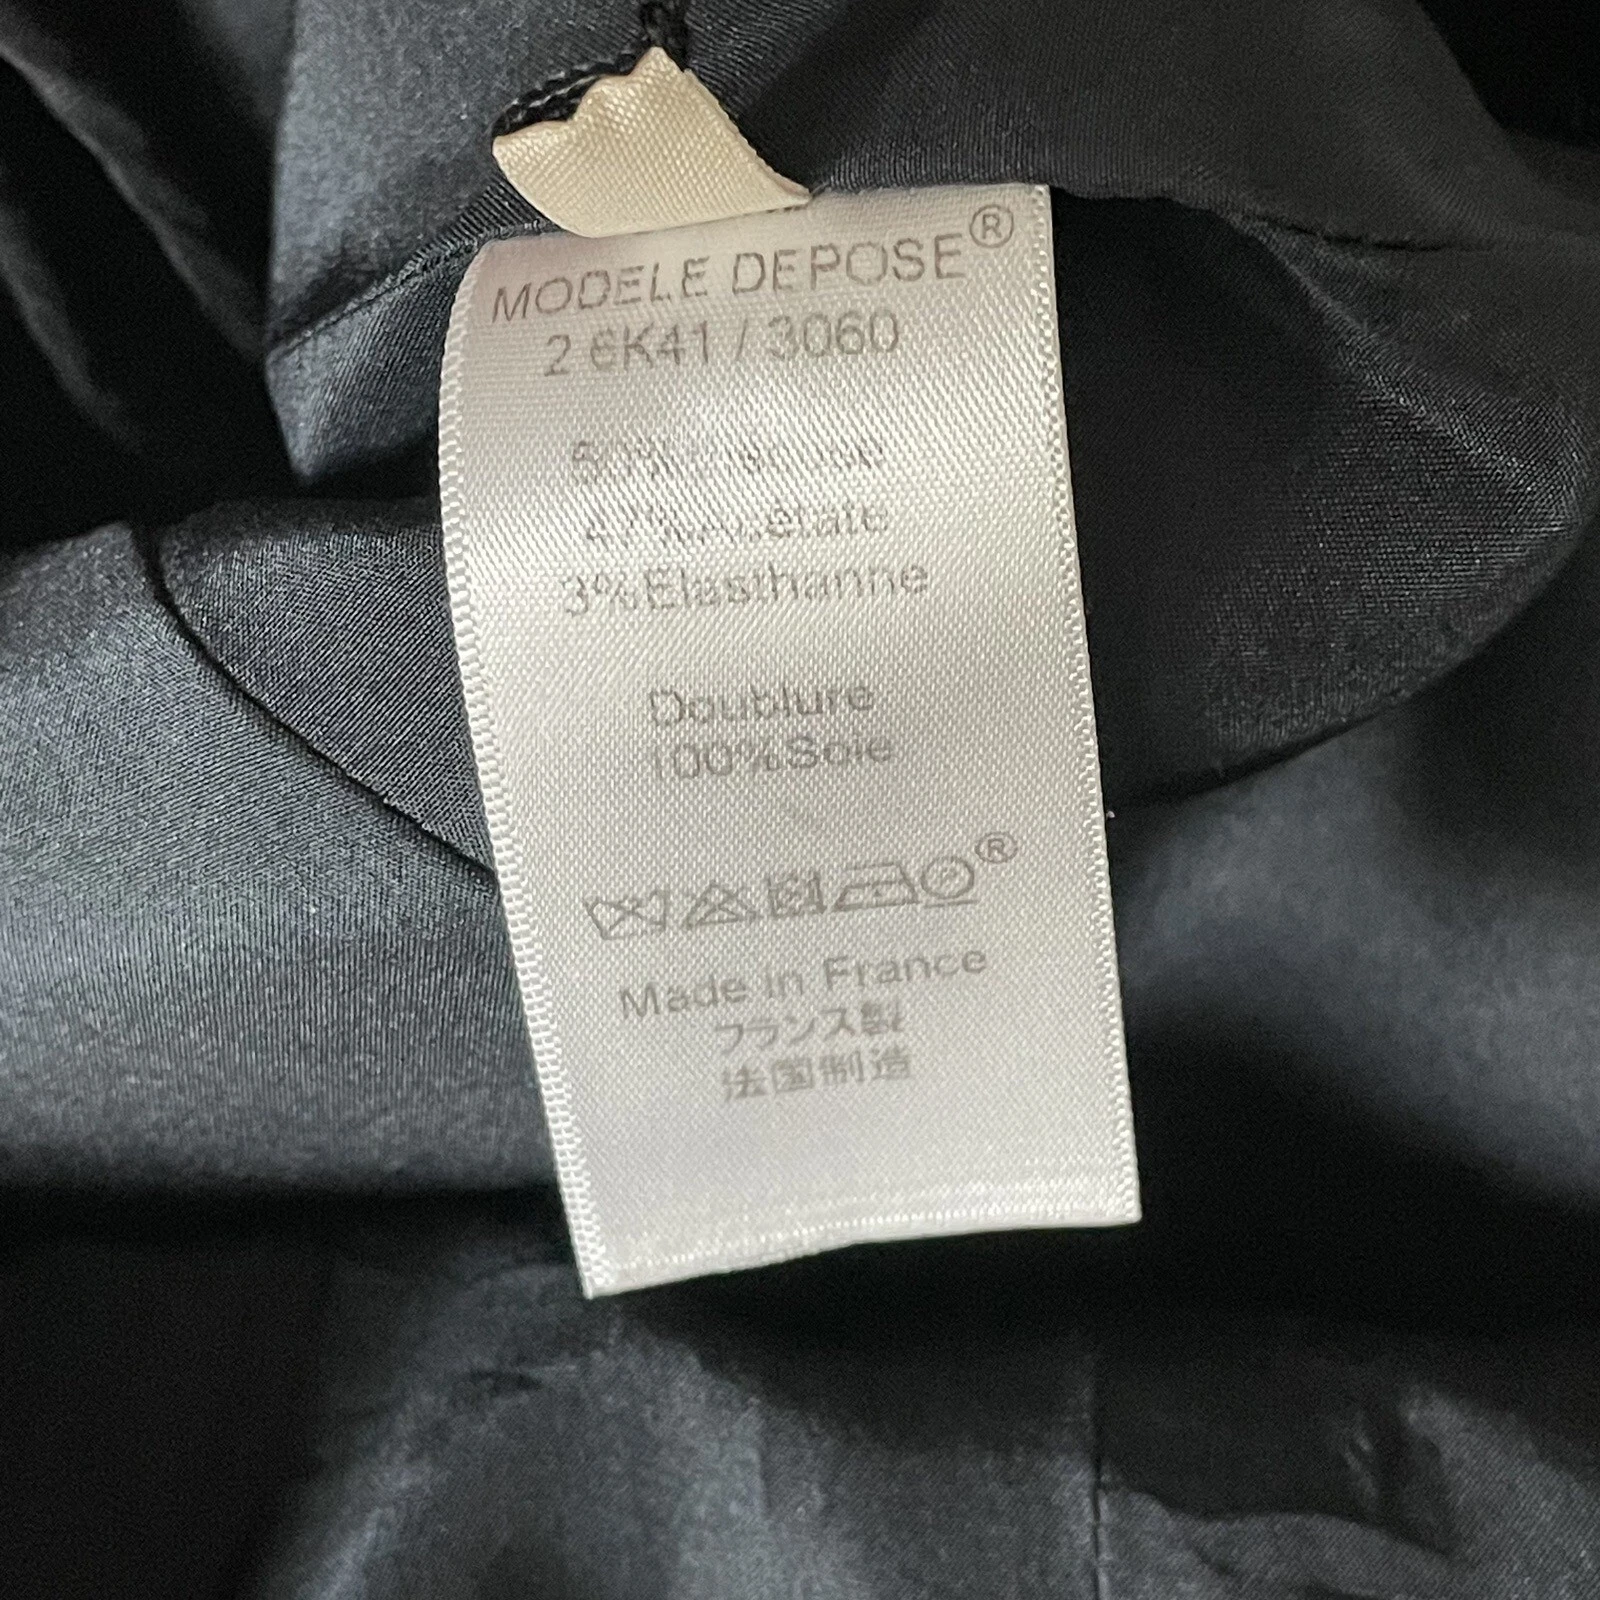 MODELE DEPOSE®
2 6K41 / 3060
3%Elasthanne
Doublure
100%Soie
®
Made in France
フランス製
法国制造